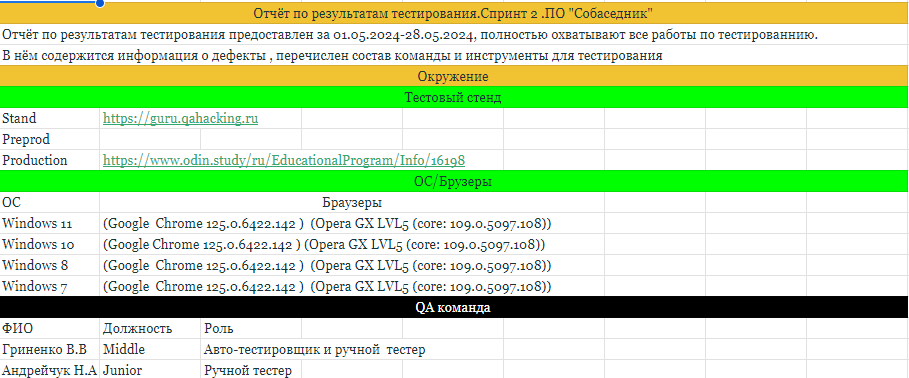 Отчёт по результатам тестирования.Спринт 2 .ПО "Собаседник"
Отчёт по результатам тестирования предоставлен за 01.05.2024-28.05.2024, полностью охватывают все работы по тестированию.
В нём содержится информация о дефекты , перечислен состав команды и инструменты для тестирования
Окружение
Тестовый стенд
Stand https://guru.qahacking.ru
Preprod
Production https://www.odin.study/ru/EducationalProgram/Info/16198
ОС/Брузеры
ОС Браузеры
Windows 11 (Google Chrome 125.0.6422.142 ) (Opera GX LVL5 (core: 109.0.5097.108))
Windows 10 (Google Chrome 125.0.6422.142 ) (Opera GX LVL5 (core: 109.0.5097.108))
Windows 8 (Google Chrome 125.0.6422.142 ) (Opera GX LVL5 (core: 109.0.5097.108))
Windows 7 (Google Chrome 125.0.6422.142 ) (Opera GX LVL5 (core: 109.0.5097.108))
QA команда
ФИО Должность Роль
Гриненко В.В Middle Авто-тестировщик и ручной тестер
Андрейчук Н.А Junior Ручной тестер